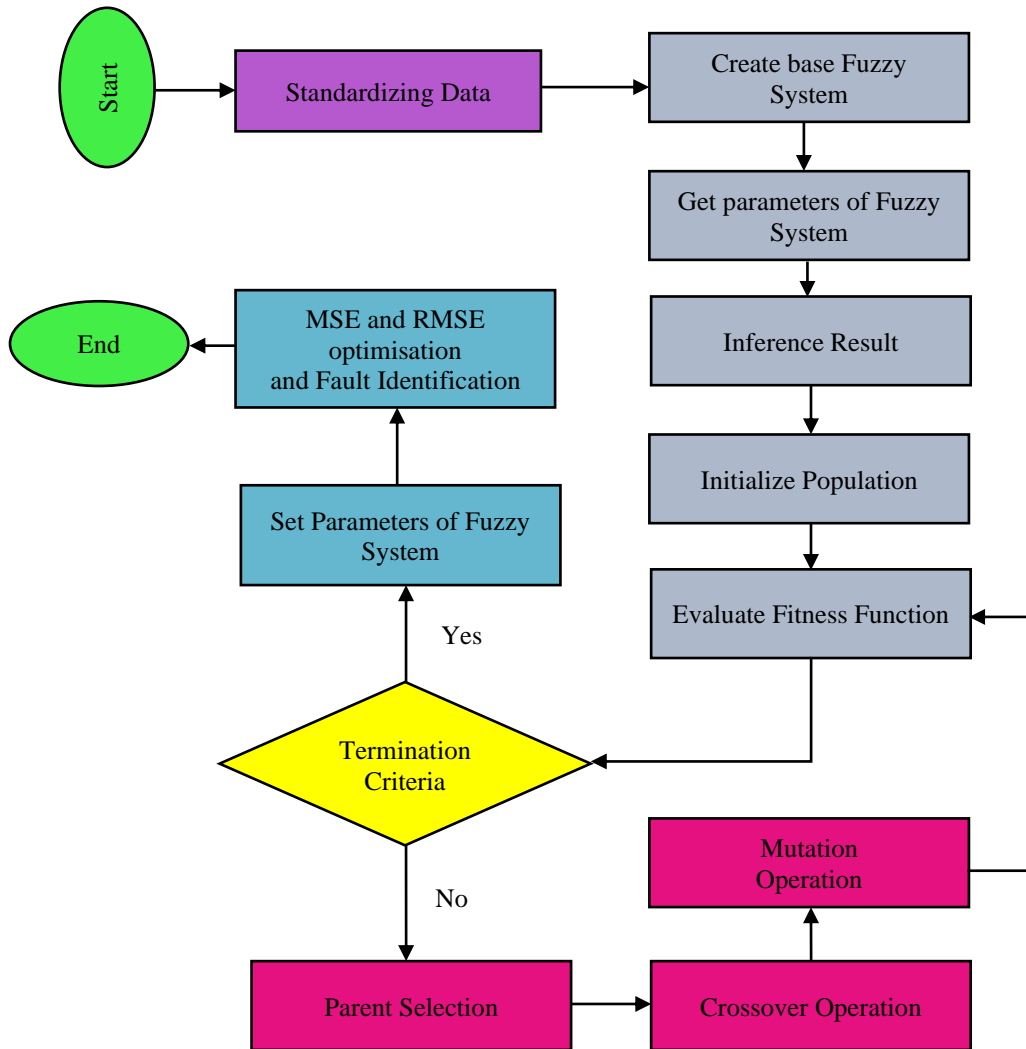 Start
Standardizing Data
Create base Fuzzy
System
Get parameters of Fuzzy
System
Inference Result
Initialize Population
Evaluate Fitness Function
Termination
Criteria
Yes
Set Parameters of Fuzzy
System
MSE and RMSE
optimisation
and Fault Identification
End
No
Parent Selection
Crossover Operation
Mutation
Operation